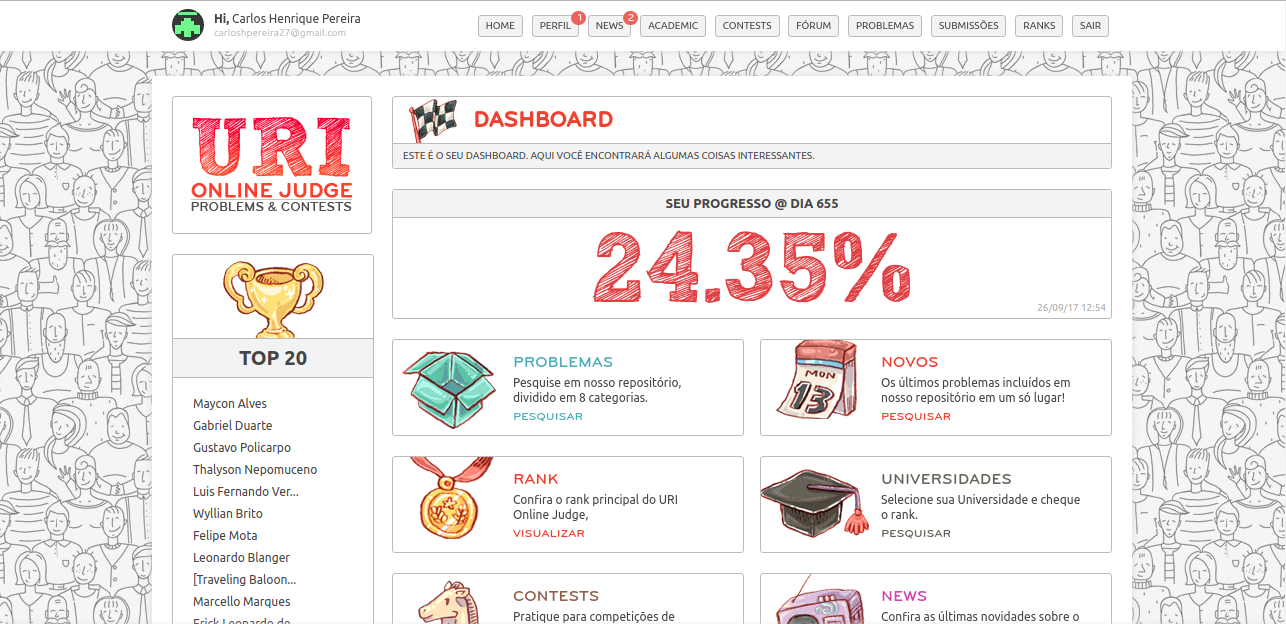 Hi, Carlos Henrique Pereira
carloshpereira27@gmail.com
HOME
PERFIL
1
NEWS
2
ACADEMIC
CONTESTS
FÓRUM
PROBLEMAS
SUBMISSÕES
RANKS
SAIR
URI
ONLINE JUDGE
PROBLEMS & CONTESTS
TOP 20
Maycon Alves
Gabriel Duarte
Gustavo Policarpo
Thalyson Nepomuceno
Luis Fernando Ver...
Wyllian Brito
Felipe Mota
Leonardo Blanger
[Traveling Baloon...
Marcello Marques
Erick Leonardo de
DASHBOARD
ESTE É O SEU DASHBOARD. AQUI VOCÊ ENCONTRARÁ ALGUMAS COISAS INTERESSANTES.
SEU PROGRESSO @ DIA 655
24.35%
26/09/17 12:54
PROBLEMAS
Pesquise em nosso repositório,
dividido em 8 categorias.
PESQUISAR
MON
13
NOVOS
Os últimos problemas incluídos em
nosso repositório em um só lugar!
PESQUISAR
RANK
Confira o rank principal do URI
Online Judge,
VISUALIZAR
UNIVERSIDADES
Selecione sua Universidade e cheque
o rank.
PESQUISAR
CONTESTS
Pratique para competições de
NEWS
Confira as últimas novidades sobre o